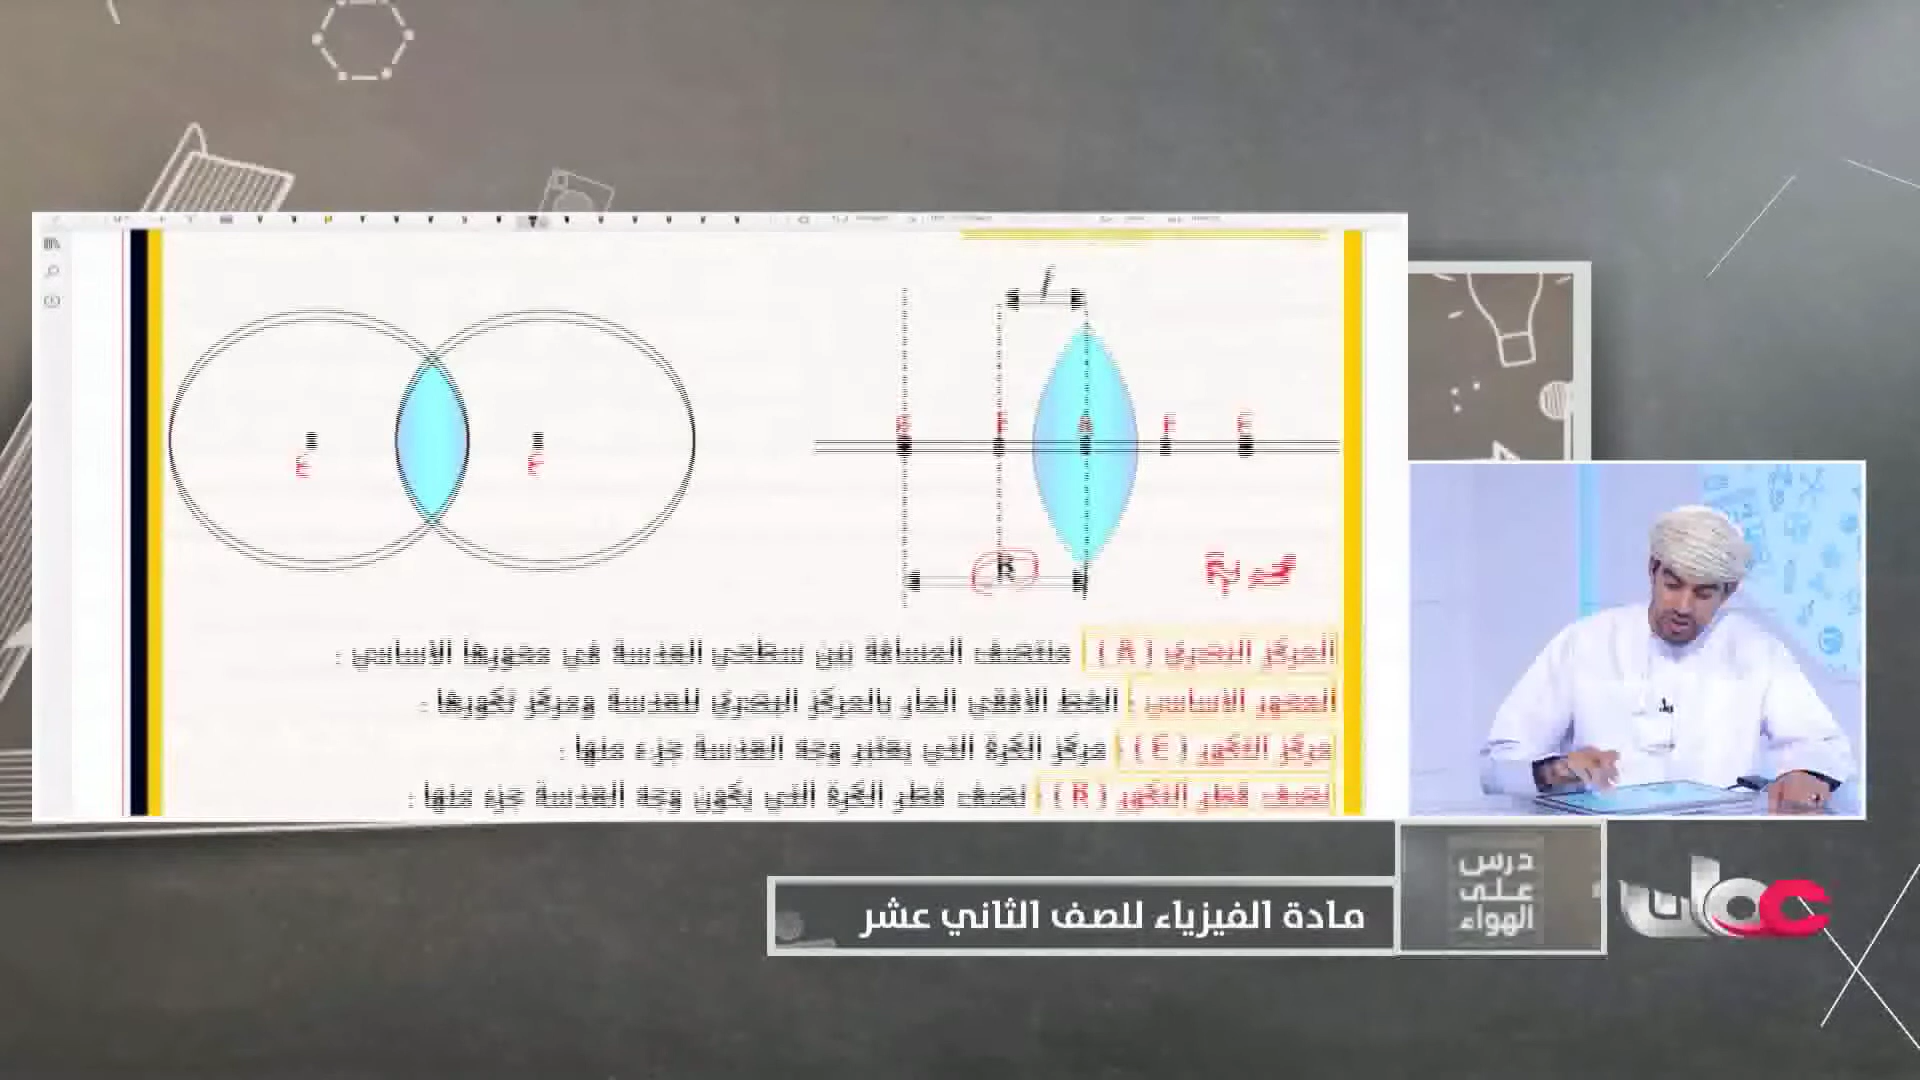 f
E F A F E
R
المركز البصري ( A ) : منتصف المسافة بين سطحي العدسة في محورها الأساسي .
المحور الأساسي : الخط الأفقي المار بالمركز البصري للعدسة ومركز تكورها .
مركز التكور ( E ) : مركز الكرة التي يعتبر وجه العدسة جزء منها .
نصف قطر التكور ( R ) : نصف قطر الكرة التي يكون وجه العدسة جزء منها .
درس
على
الهواء
مادة الفيزياء للصف الثاني عشر
عمان